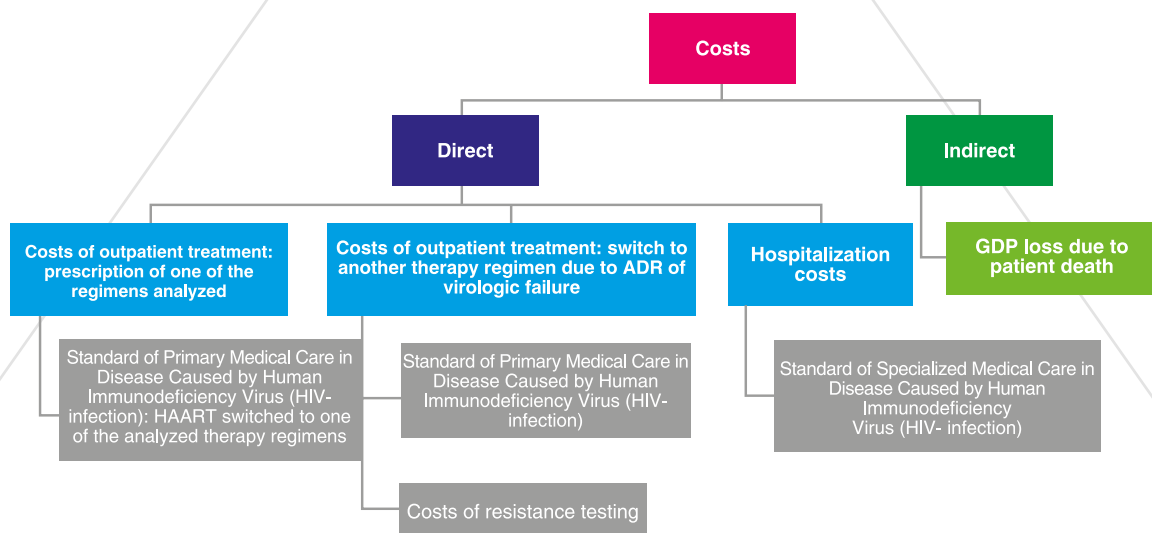 Costs
Direct
Indirect
Costs of outpatient treatment:
prescription of one of the
regimens analyzed
Costs of outpatient treatment: switch
to another therapy regimen due to ADR of
virologic failure
Hospitalization
costs
GDP loss due to
patient death
Standard of Primary Medical Care in
Disease Caused by Human
Immunodeficiency Virus (HIV-
infection): HAART switched to one
of the analyzed therapy regimens
Standard of Primary Medical Care in
Disease Caused by Human
Immunodeficiency Virus (HIV-
infection)
Standard of Specialized Medical Care in
Disease Caused by Human
Immunodeficiency
Virus (HIV- infection)
Costs of resistance testing